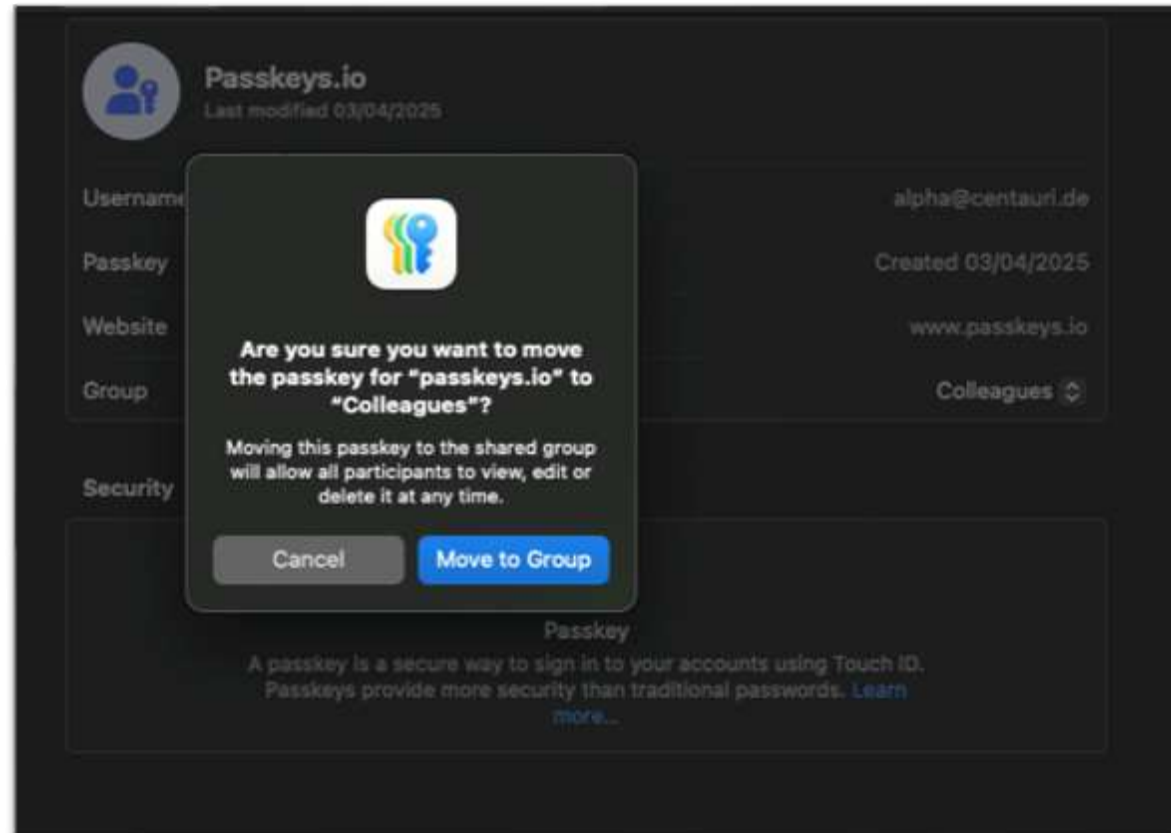 Passkeys.io
Last modified 03/04/2025
Username
alpha@centauri.de
Passkey
Created 03/04/2025
Website
www.passkeys.io
Group
Colleagues
Are you sure you want to move
the passkey for "passkeys.io" to
"Colleagues"?
Moving this passkey to the shared group
will allow all participants to view, edit or
delete it at any time.
Cancel
Move to Group
Security
Passkey
A passkey is a secure way to sign in to your accounts using Touch ID.
Passkeys provide more security than traditional passwords. Learn
more...